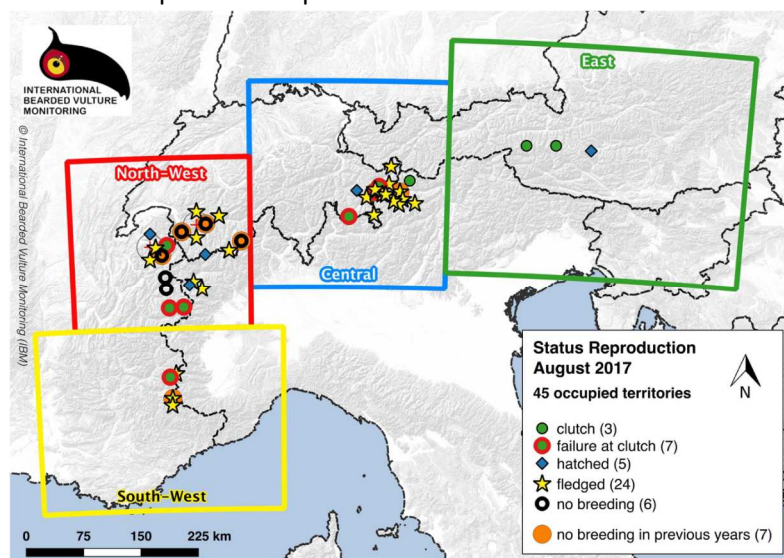 INTERNATIONAL
BEARDED VULTURE
MONITORING
© International Bearded Vulture Monitoring (IBM)
East
North-West
Central
South-West
Status Reproduction
August 2017
45 occupied territories
N
clutch (3)
failure at clutch (7)
hatched (5)
fledged (24)
no breeding (6)
no breeding in previous years (7)
0 75 150 225 km